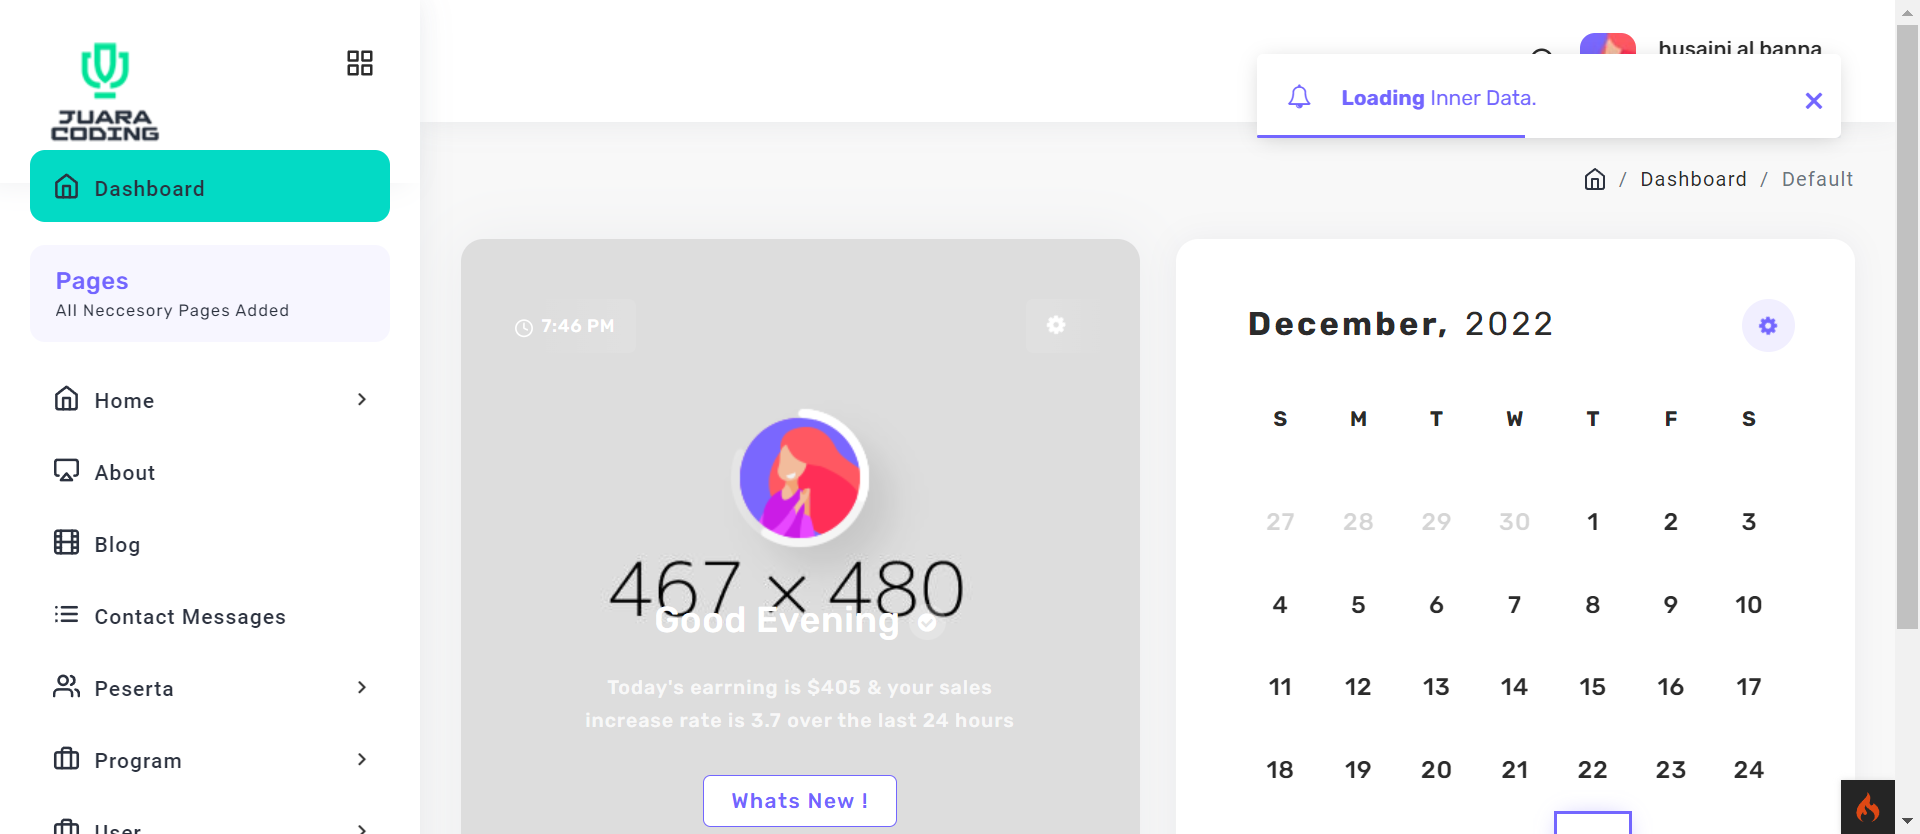 JUARA
CODING
Dashboard
Pages
All Neccesory Pages Added
Home
About
Blog
Contact Messages
Peserta
Program
User
husaini al banna
Loading Inner Data.
Dashboard / Default
7:46 PM
467 × 480
Good Evening
Today's earrning is $405 & your sales
increase rate is 3.7 over the last 24 hours
Whats New !
December, 2022
S M T W T F S
27 28 29 30 1 2 3
4 5 6 7 8 9 10
11 12 13 14 15 16 17
18 19 20 21 22 23 24